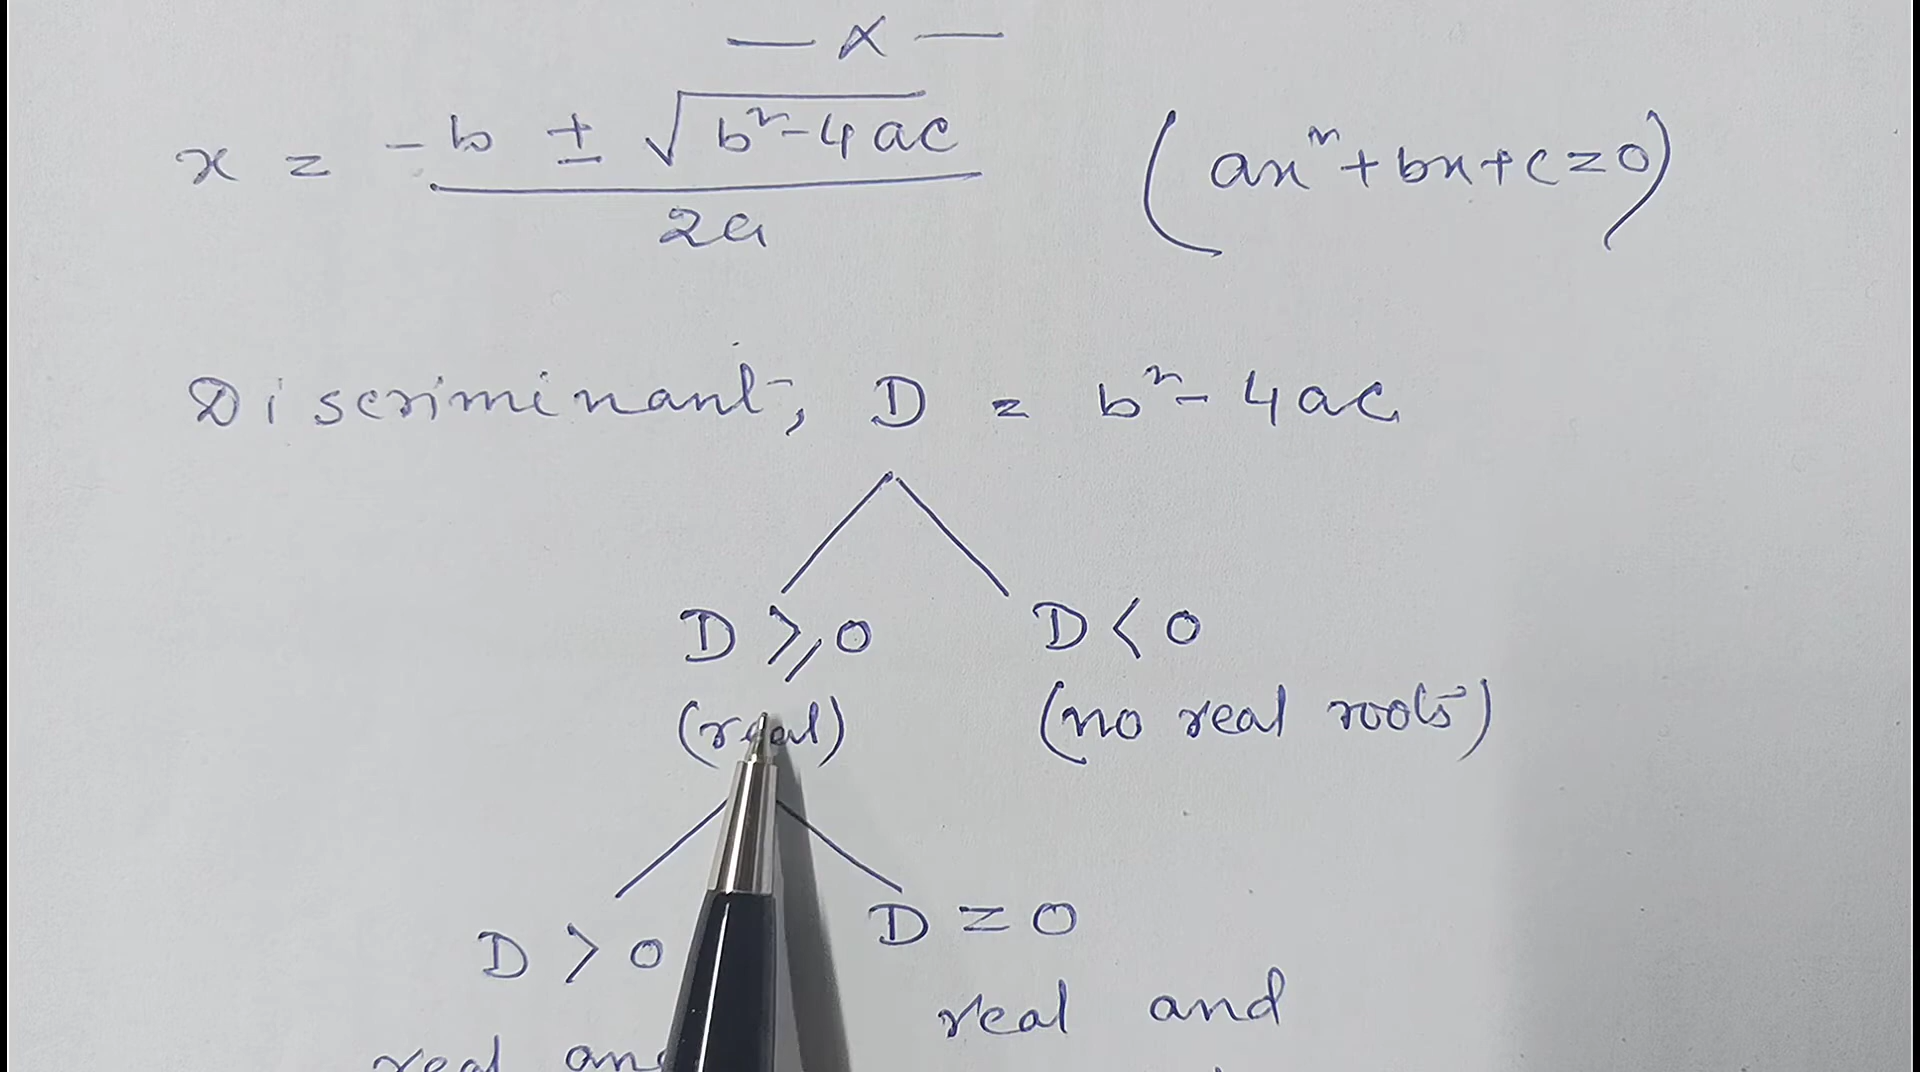 — x —
x = -b ± √b²-4ac / 2a (ax²+bx+c=0)
Discriminant, D = b²-4ac
D ≥ 0 D < 0
(real) (no real roots)
D > 0 D = 0
real and
real